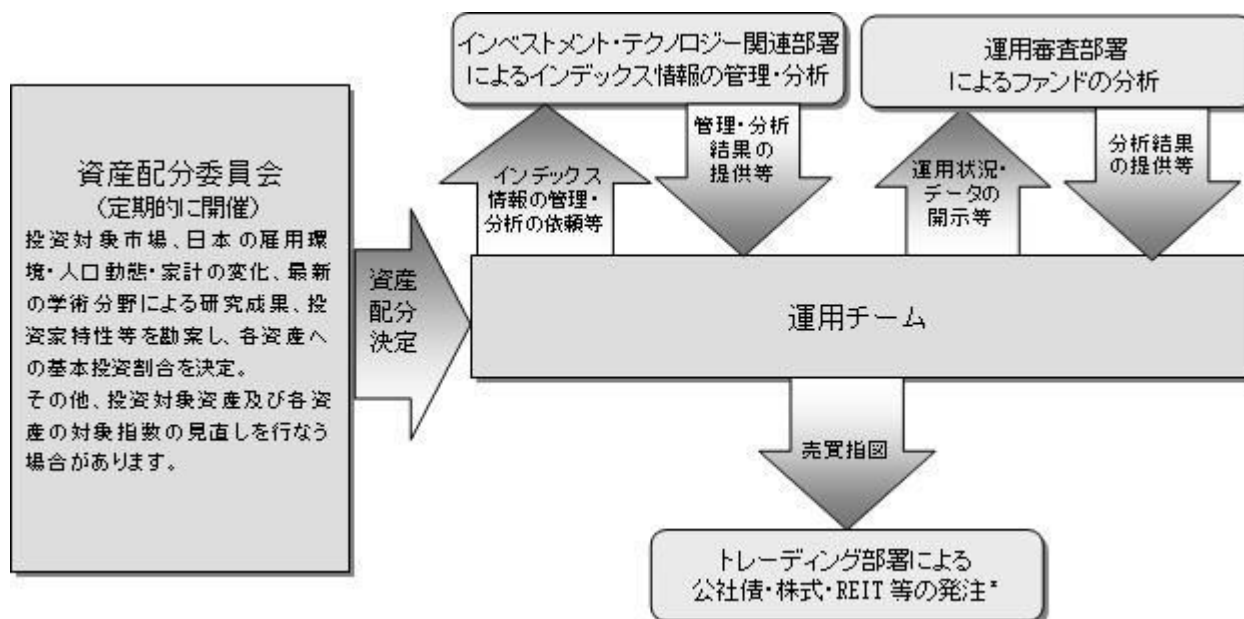 インベストメント・テクノロジー関連部署
によるインデックス情報の管理・分析
運用審査部署
によるファンドの分析
資産配分委員会
(定期的に開催)
投資対象市場、日本の雇用環
境・人口動態・家計の変化、最新
の学術分野による研究成果、投
資家特性等を勘案し、各資産へ
の基本投資割合を決定。
その他、投資対象資産及び各資
産の対象指数の見直しを行なう
場合があります。
資産
配分
決定
インデックス
情報の管理・
分析の依頼等
管理・分析
結果の
提供等
運用状況・
データの
開示等
分析結果
の提供等
運用チーム
売買指図
トレーディング部署による
公社債・株式・REIT等の発注*